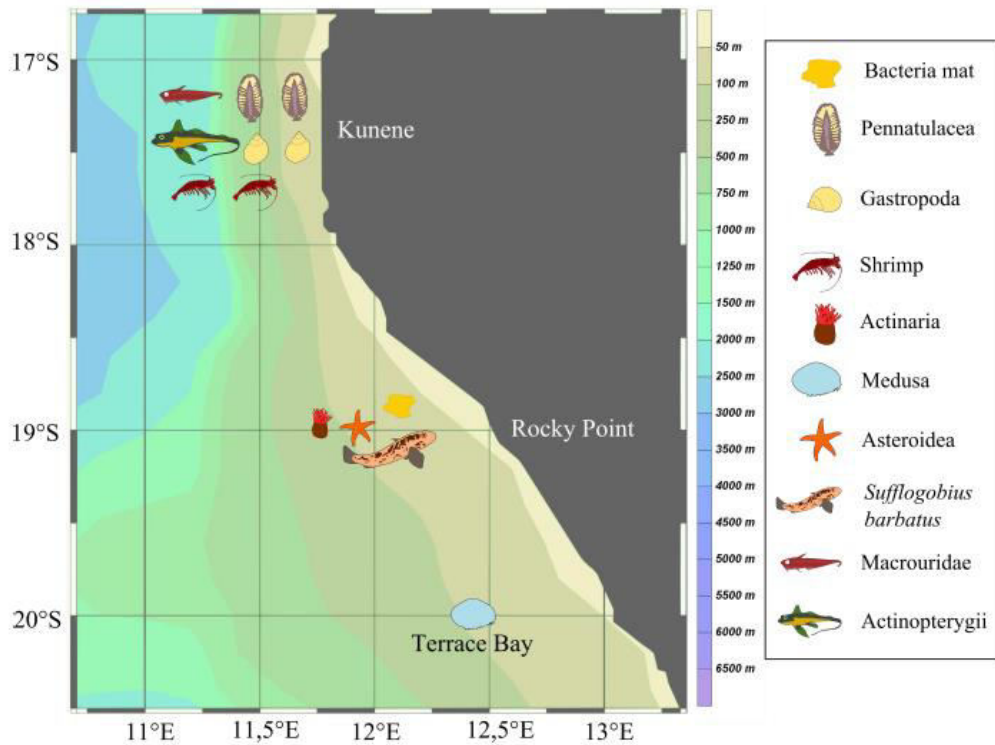 17°S
18°S
19°S
20°S
Kunene
Rocky Point
Terrace Bay
11°E
11,5°E
12°E
12,5°E
13°E
50 m
100 m
250 m
500 m
750 m
1000 m
1250 m
1500 m
2000 m
2500 m
3000 m
3500 m
4000 m
4500 m
5000 m
5500 m
6000 m
6500 m
Bacteria mat
Pennatulacea
Gastropoda
Shrimp
Actinaria
Medusa
Asteroidea
Sufflogobius
barbatus
Macrouridae
Actinopterygii